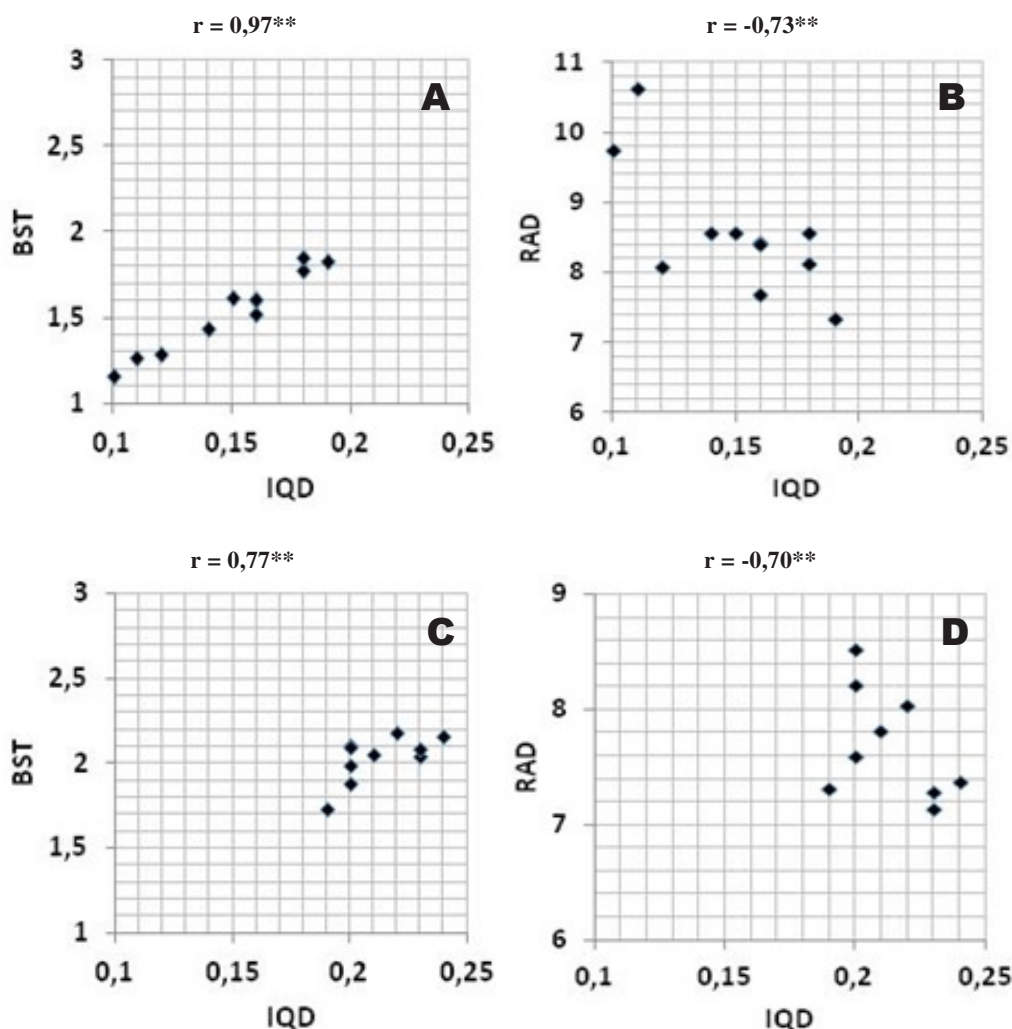 r = 0,97**
A
3
2,5
2
1,5
1
BST
0,1 0,15 0,2 0,25
IQD
r = -0,73**
B
11
10
9
8
7
6
RAD
0,1 0,15 0,2 0,25
IQD
r = 0,77**
C
3
2,5
2
1,5
1
BST
0,1 0,15 0,2 0,25
IQD
r = -0,70**
D
9
8
7
6
RAD
0,1 0,15 0,2 0,25
IQD